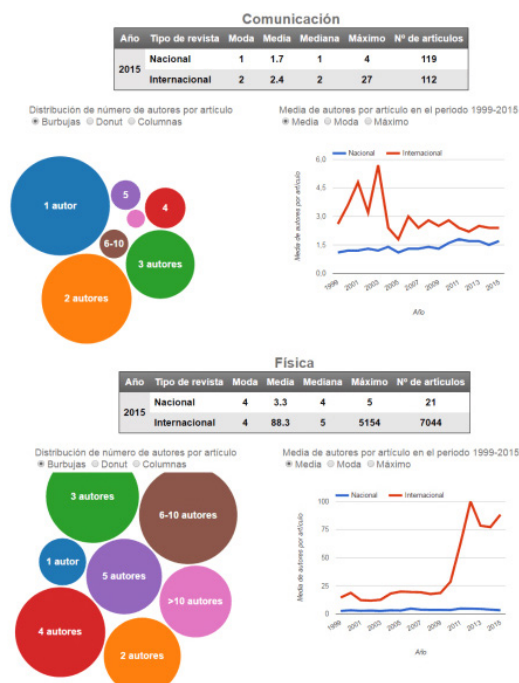 Comunicación
Año Tipo de revista Moda Media Mediana Máximo Nº de artículos
2015 Nacional 1 1.7 1 4 119
Internacional 2 2.4 2 27 112
Distribución de número de autores por artículo
Burbujas Donut Columnas
Media de autores por artículo en el periodo 1999-2015
Media Moda Máximo
1 autor
5
4
6-10
3 autores
2 autores
Nacional Internacional
Media de autores por artículo
6.0
4.5
3.0
1.5
0.0
1999 2001 2003 2005 2007 2009 2011 2013 2015
Año
Física
Año Tipo de revista Moda Media Mediana Máximo Nº de artículos
2015 Nacional 4 3.3 4 5 21
Internacional 4 88.3 5 5154 7044
Distribución de número de autores por artículo
Burbujas Donut Columnas
Media de autores por artículo en el periodo 1999-2015
Media Moda Máximo
3 autores
6-10 autores
1 autor
5 autores
>10 autores
4 autores
2 autores
Nacional Internacional
Media de autores por artículo
100
75
50
25
0
1999 2001 2003 2005 2007 2009 2011 2013 2015
Año